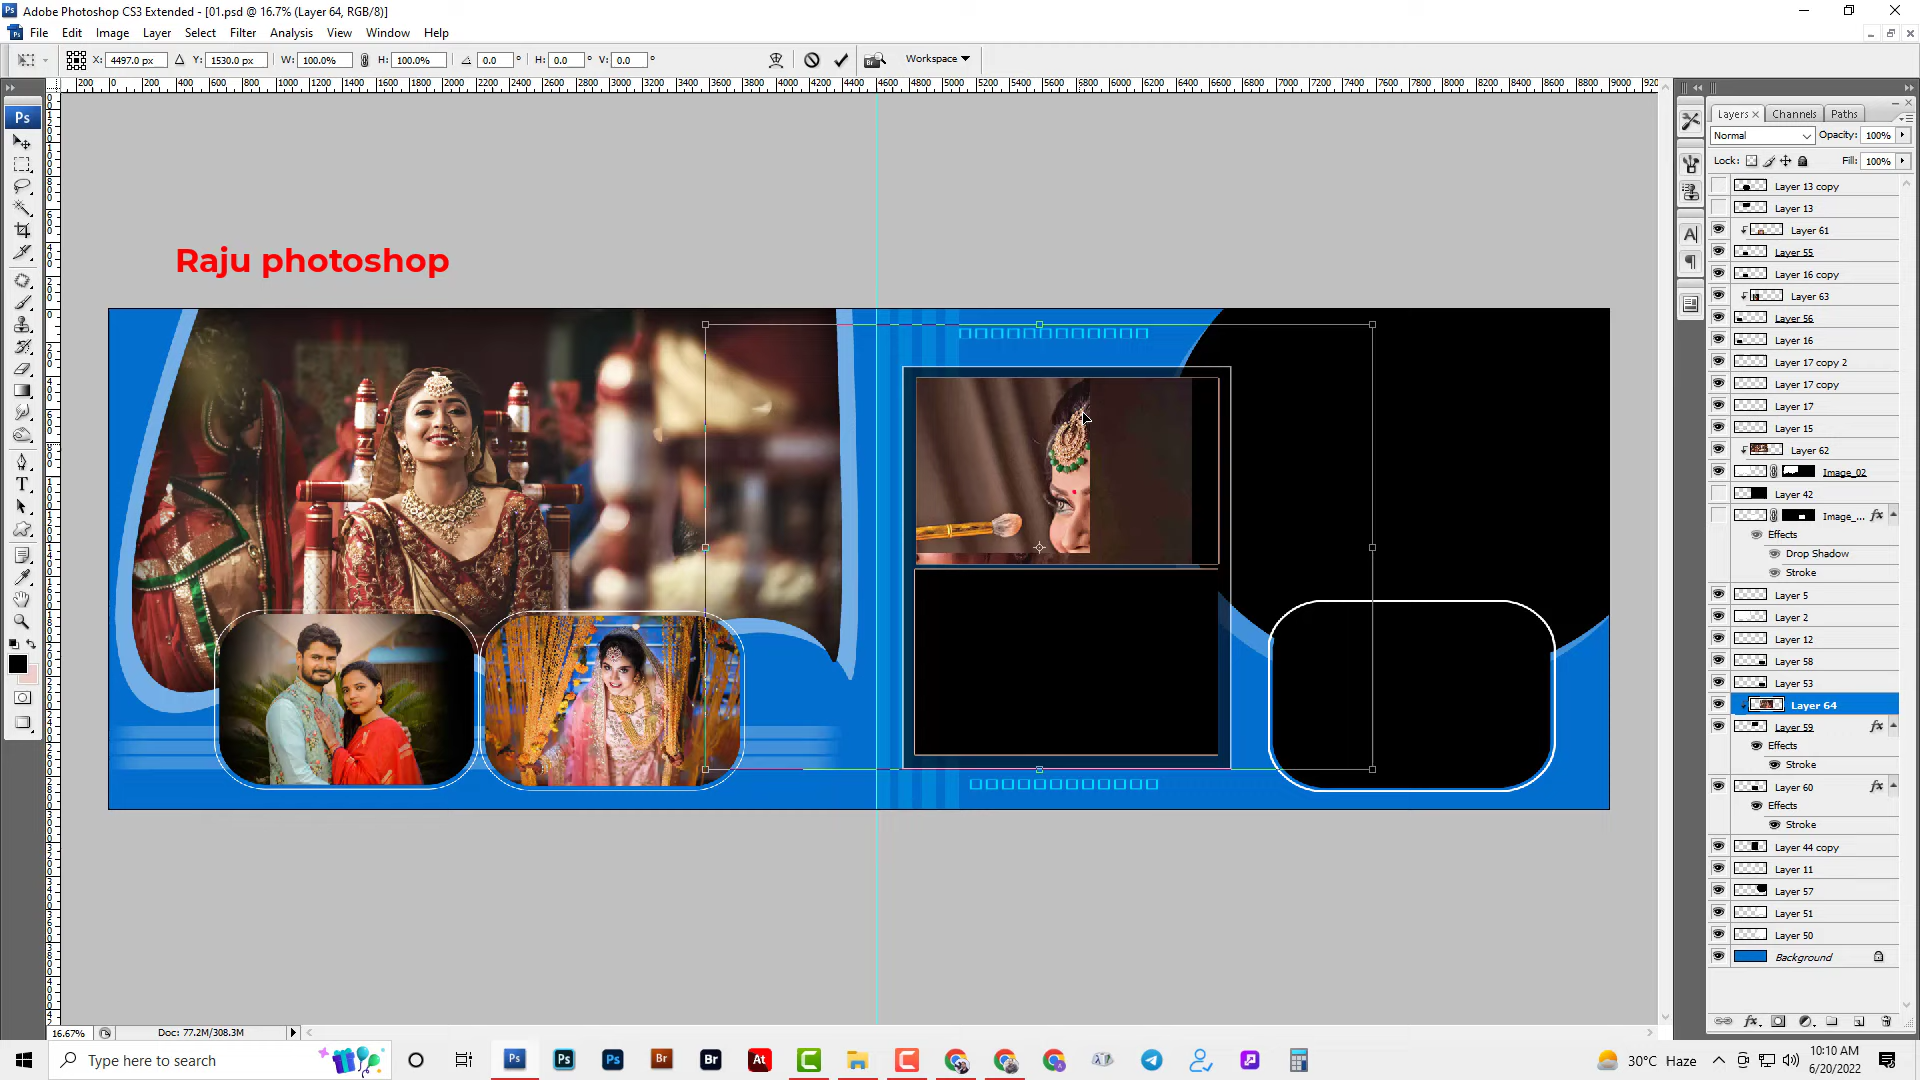 Adobe Photoshop CS3 Extended - [01.psd @ 16.7% (Layer 64, RGB/8)]
File Edit Image Layer Select Filter Analysis View Window Help
X: 4497.0 px Y: 1530.0 px W: 100.0% H: 100.0% 0.0 ° H: 0.0 ° V: 0.0 ° Workspace
Raju photoshop
Layers Channels Paths
Normal Opacity: 100%
Lock: Fill: 100%
Layer 13 copy
Layer 13
Layer 61
Layer 55
Layer 16 copy
Layer 63
Layer 56
Layer 16
Layer 17 copy 2
Layer 17 copy
Layer 17
Layer 15
Layer 62
Image_02
Layer 42
Image_... fx
Effects
Drop Shadow
Stroke
Layer 5
Layer 2
Layer 12
Layer 58
Layer 53
Layer 64
Layer 59 fx
Effects
Stroke
Layer 60 fx
Effects
Stroke
Layer 44 copy
Layer 11
Layer 57
Layer 51
Layer 50
Background
16.67% Doc: 77.2M/308.3M
Type here to search
30°C Haze
10:10 AM
6/20/2022